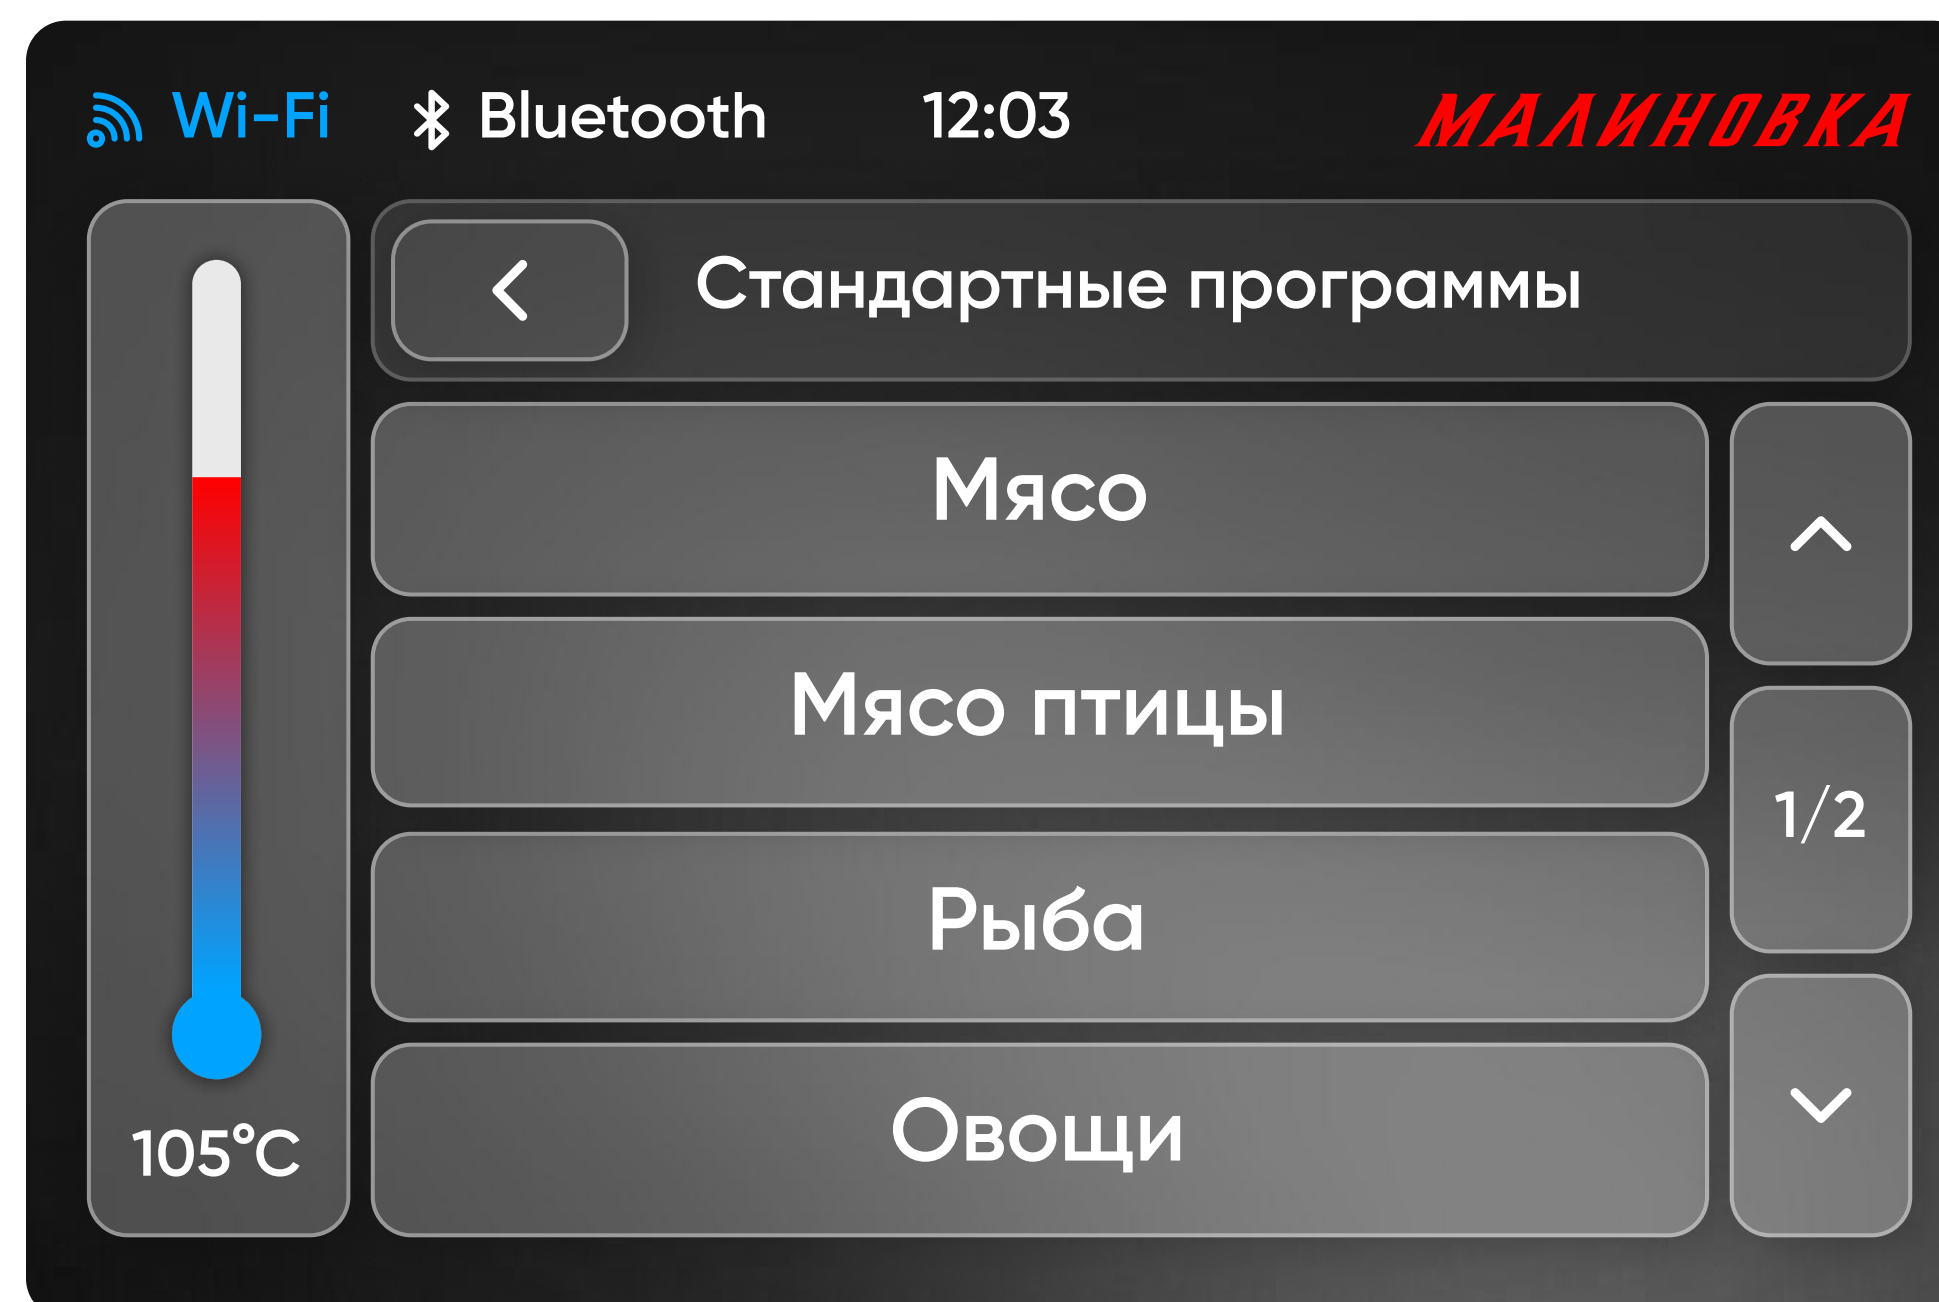 Wi-Fi Bluetooth 12:03 МАЛИНОВКА
Стандартные программы
Мясо
Мясо птицы
1/2
Рыба
Овощи
105°C